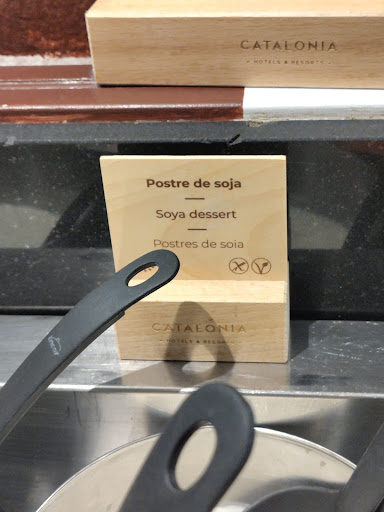 CATALONIA
HOTELS & RESORTS
Postre de soja
Soya dessert
Postres de soia
CATALONIA
HOTELS & RESORTS